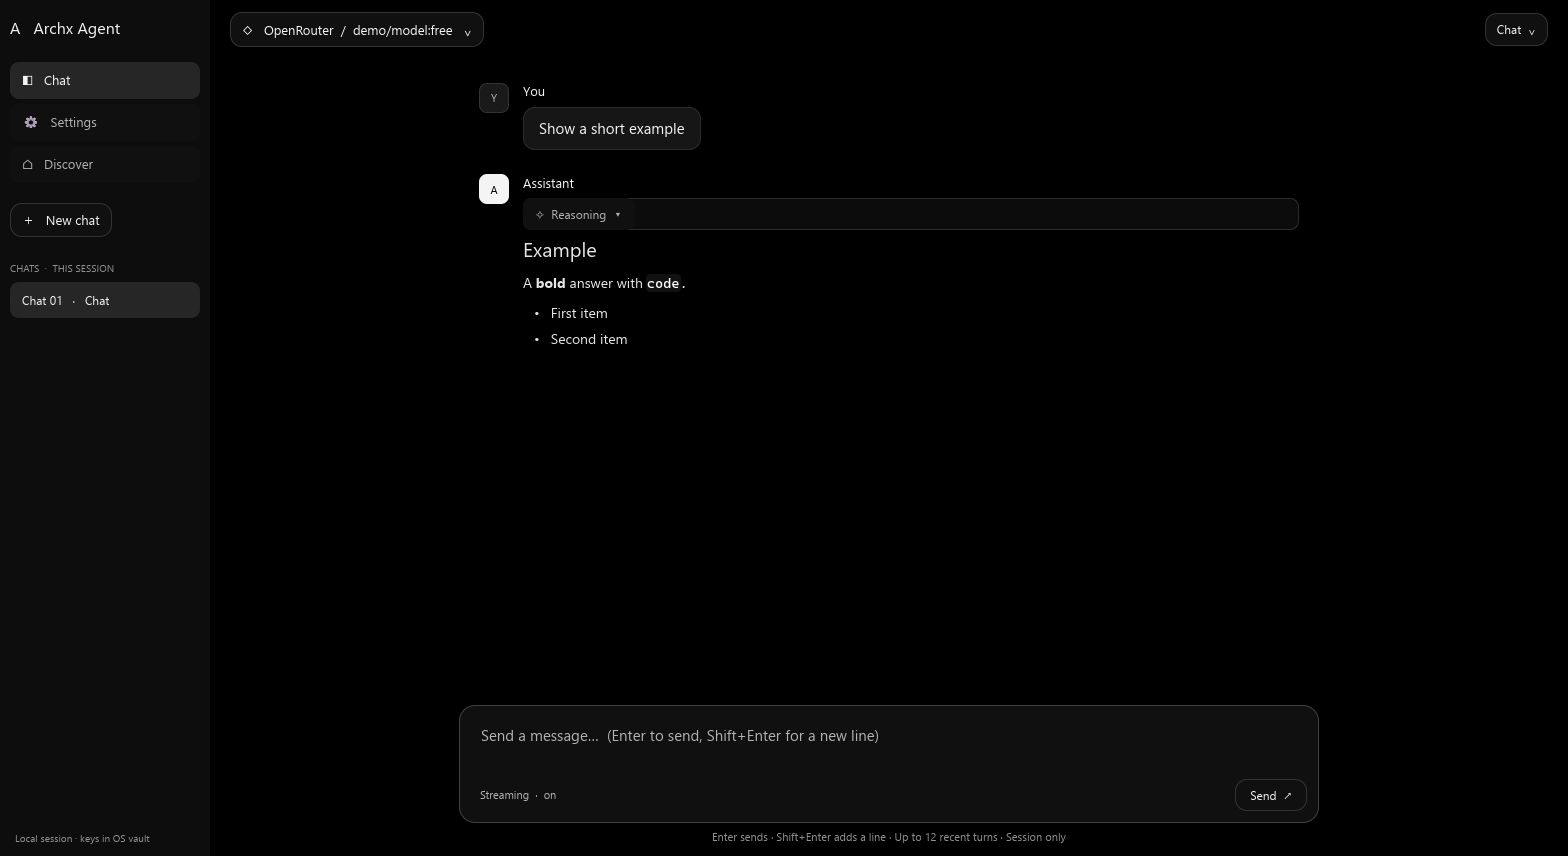 A Archx Agent
Chat
Settings
Discover
+ New chat
CHATS · THIS SESSION
Chat 01 · Chat
Local session · keys in OS vault
OpenRouter / demo/model:free
Chat
Y
You
Show a short example
A
Assistant
Reasoning
Example
A bold answer with code.
• First item
• Second item
Send a message... (Enter to send, Shift+Enter for a new line)
Streaming · on
Send ↗
Enter sends · Shift+Enter adds a line · Up to 12 recent turns · Session only